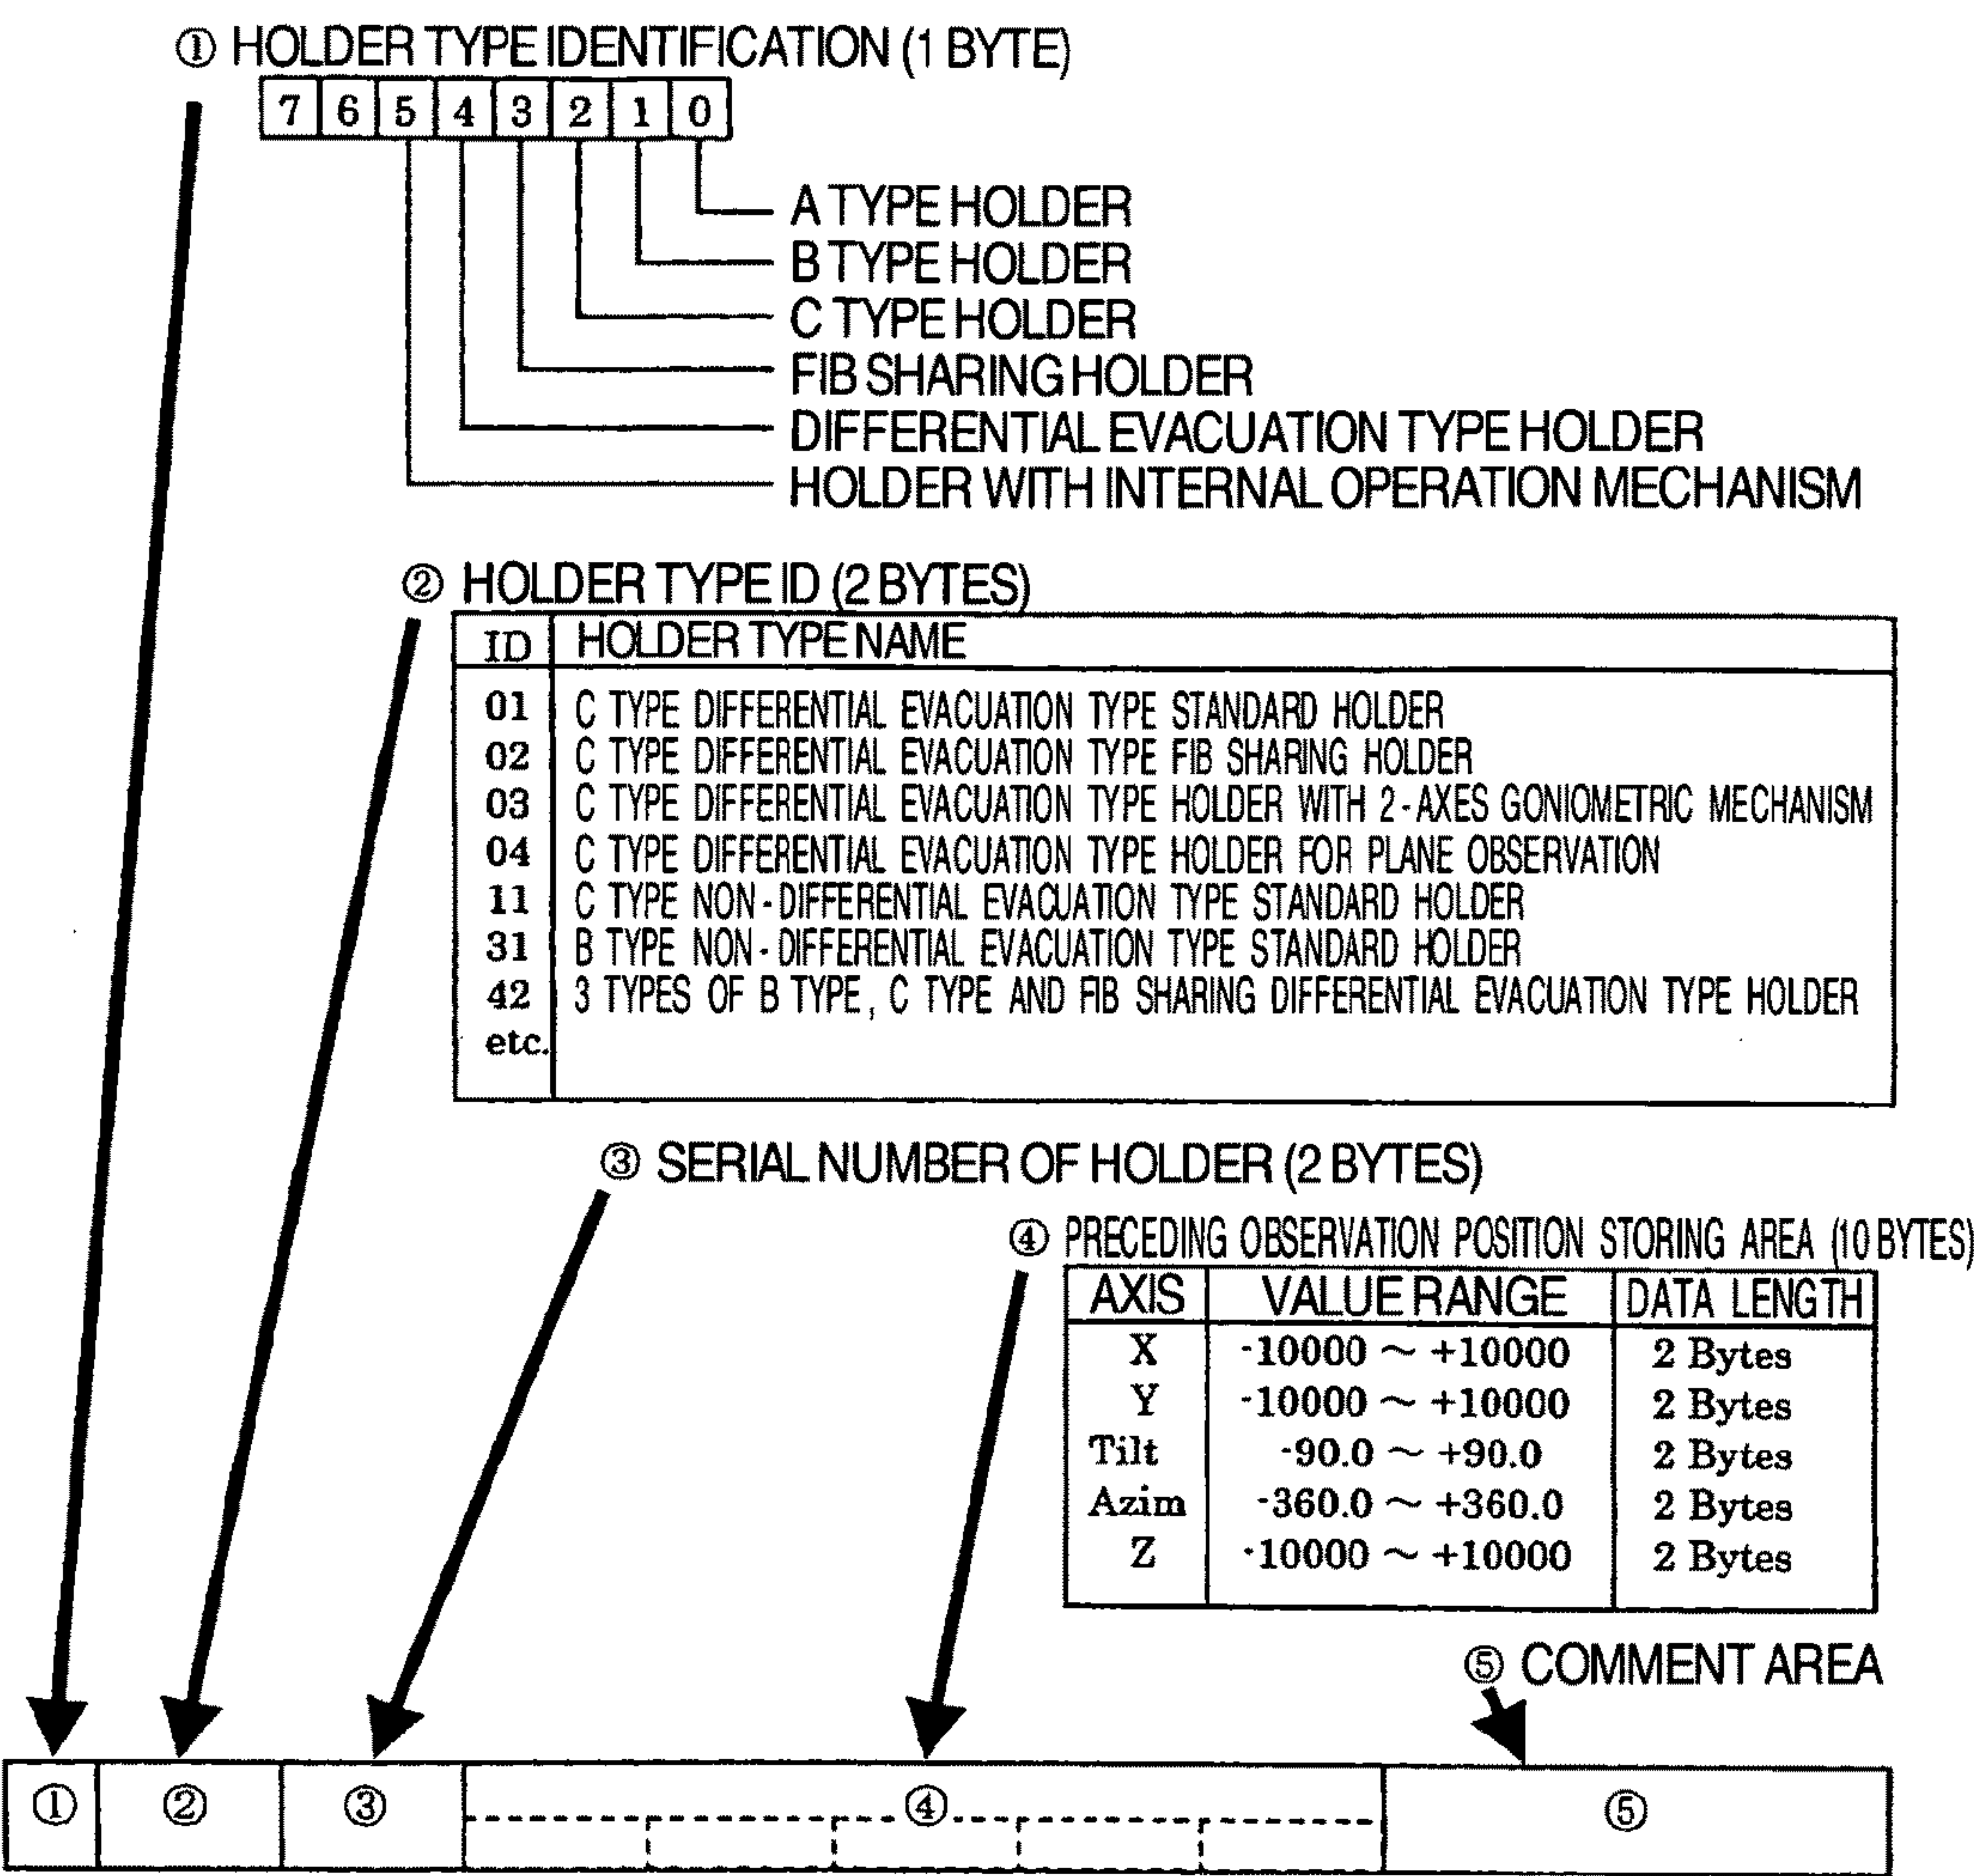 ① HOLDER TYPE IDENTIFICATION (1 BYTE)
7 6 5 4 3 2 1 0
A TYPE HOLDER
B TYPE HOLDER
C TYPE HOLDER
FIB SHARING HOLDER
DIFFERENTIAL EVACUATION TYPE HOLDER
HOLDER WITH INTERNAL OPERATION MECHANISM
② HOLDER TYPE ID (2 BYTES)
ID HOLDER TYPE NAME
01 C TYPE DIFFERENTIAL EVACUATION TYPE STANDARD HOLDER
02 C TYPE DIFFERENTIAL EVACUATION TYPE FIB SHARING HOLDER
03 C TYPE DIFFERENTIAL EVACUATION TYPE HOLDER WITH 2-AXES GONIOMETRIC MECHANISM
04 C TYPE DIFFERENTIAL EVACUATION TYPE HOLDER FOR PLANE OBSERVATION
11 C TYPE NON-DIFFERENTIAL EVACUATION TYPE STANDARD HOLDER
31 B TYPE NON-DIFFERENTIAL EVACUATION TYPE STANDARD HOLDER
42 3 TYPES OF B TYPE, C TYPE AND FIB SHARING DIFFERENTIAL EVACUATION TYPE HOLDER
etc.
③ SERIAL NUMBER OF HOLDER (2 BYTES)
④ PRECEDING OBSERVATION POSITION STORING AREA (10 BYTES)
AXIS VALUE RANGE DATA LENGTH
X -10000 ~ +10000 2 Bytes
Y -10000 ~ +10000 2 Bytes
Tilt -90.0 ~ +90.0 2 Bytes
Azim -360.0 ~ +360.0 2 Bytes
Z -10000 ~ +10000 2 Bytes
⑤ COMMENT AREA
① ② ③ ④ ⑤